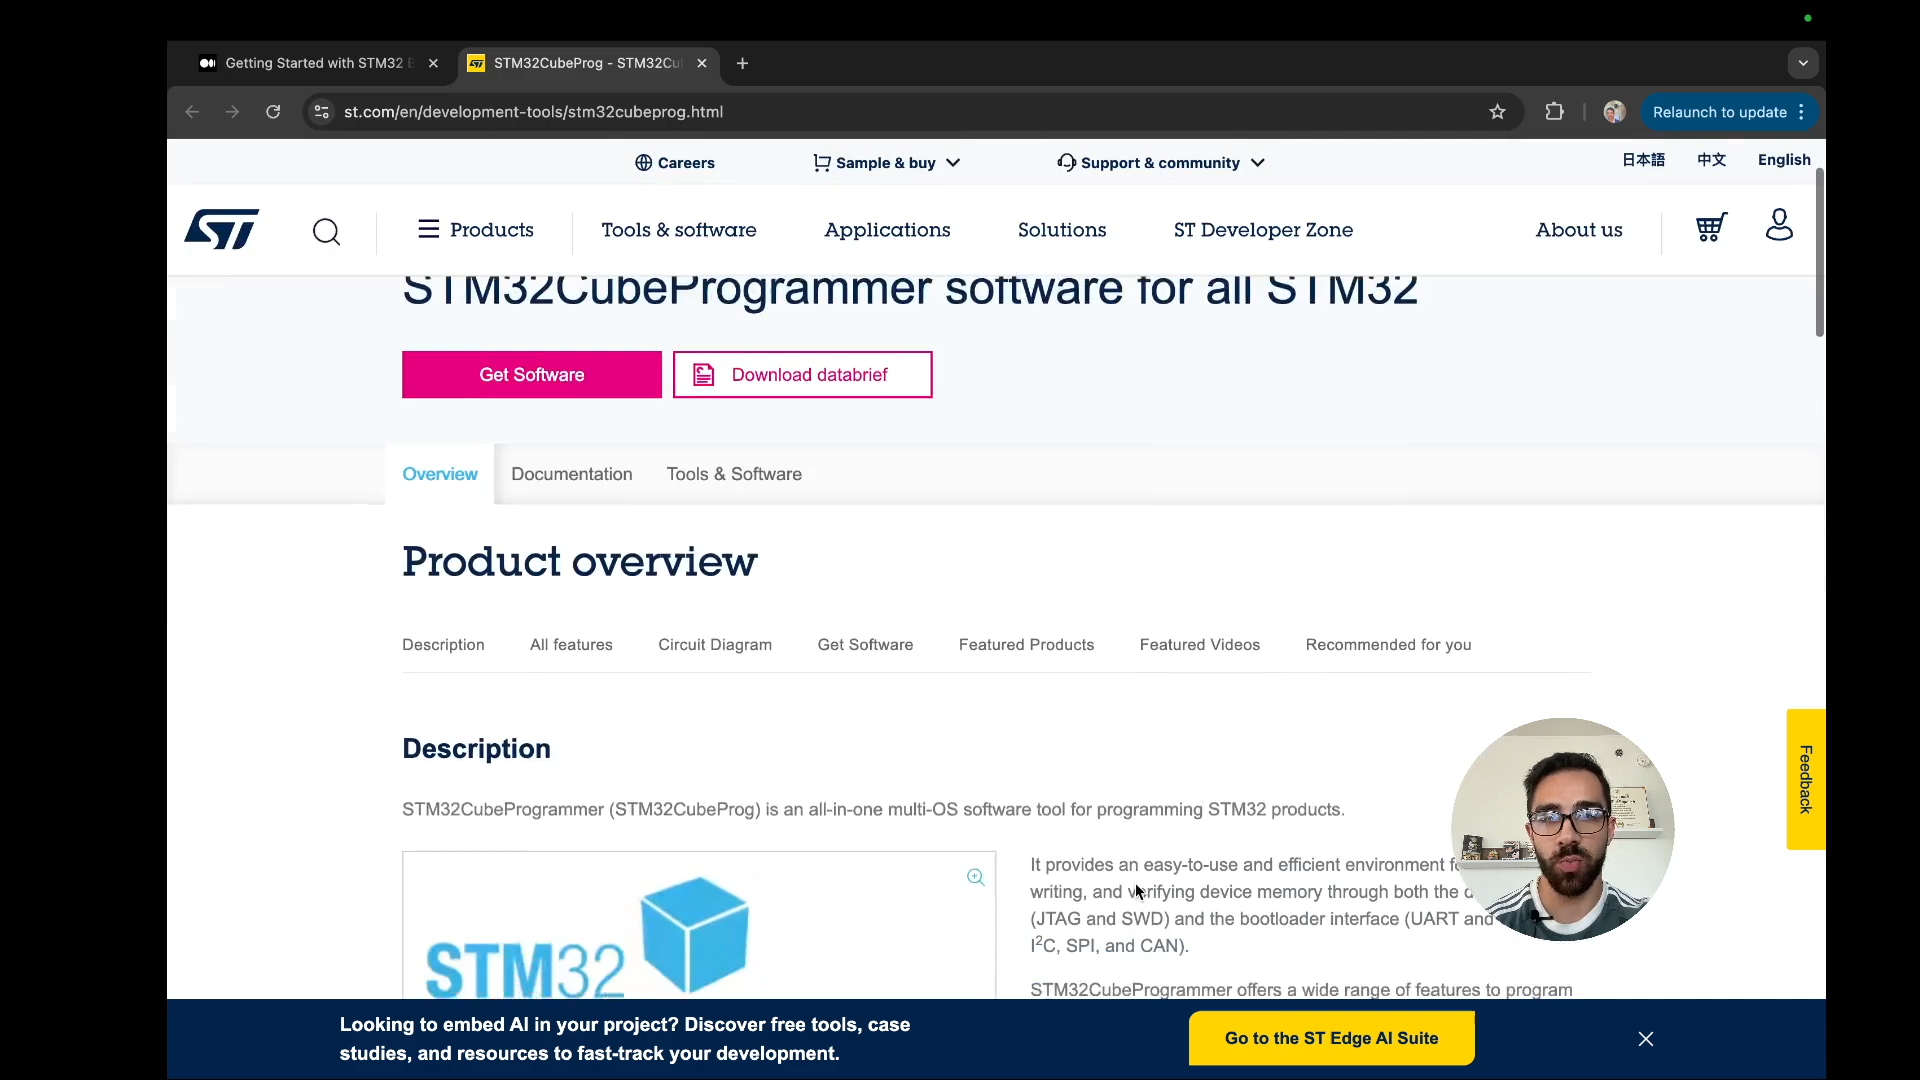 Getting Started with STM32
STM32CubeProg - STM32Cu
st.com/en/development-tools/stm32cubeprog.html
Relaunch to update
Careers
Sample & buy
Support & community
日本語
中文
English
ST
Products
Tools & software
Applications
Solutions
ST Developer Zone
About us
STM32CubeProgrammer software for all STM32
Get Software
Download databrief
Overview
Documentation
Tools & Software
Product overview
Description
All features
Circuit Diagram
Get Software
Featured Products
Featured Videos
Recommended for you
Description
STM32CubeProgrammer (STM32CubeProg) is an all-in-one multi-OS software tool for programming STM32 products.
It provides an easy-to-use and efficient environment
writing, and verifying device memory through both the
(JTAG and SWD) and the bootloader interface (UART and
I²C, SPI, and CAN).
STM32CubeProgrammer offers a wide range of features to program
STM32
Feedback
Looking to embed AI in your project? Discover free tools, case
studies, and resources to fast-track your development.
Go to the ST Edge AI Suite